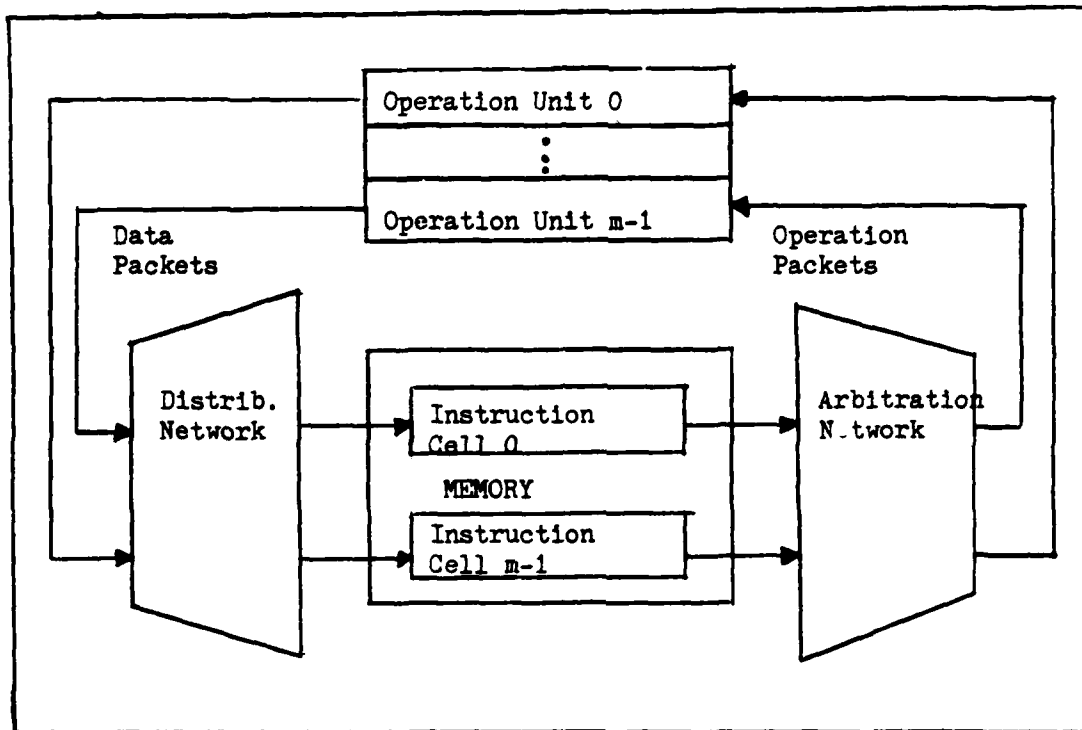 Operation Unit 0
Operation Unit m-1
Data
Packets
Operation
Packets
Distrib.
Network
Instruction
Cell 0
MEMORY
Instruction
Cell m-1
Arbitration